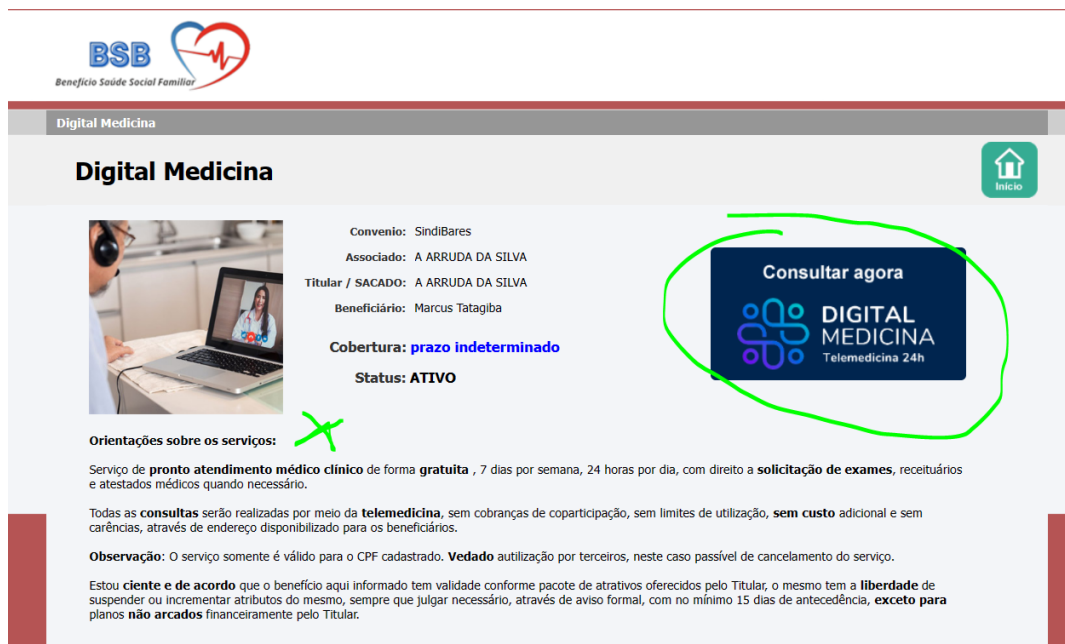 BSB
Benefício Saúde Social Familiar
Digital Medicina
Digital Medicina
Início
Convenio: SindiBares
Associado: A ARRUDA DA SILVA
Titular / SACADO: A ARRUDA DA SILVA
Beneficiário: Marcus Tatagiba
Cobertura: prazo indeterminado
Status: ATIVO
Consultar agora
DIGITAL
MEDICINA
Telemedicina 24h
Orientações sobre os serviços:
Serviço de pronto atendimento médico clínico de forma gratuita , 7 dias por semana, 24 horas por dia, com direito a solicitação de exames, receituários
e atestados médicos quando necessário.
Todas as consultas serão realizadas por meio da telemedicina, sem cobranças de coparticipação, sem limites de utilização, sem custo adicional e sem
carências, através de endereço disponibilizado para os beneficiários.
Observação: O serviço somente é válido para o CPF cadastrado. Vedado autilização por terceiros, neste caso passível de cancelamento do serviço.
Estou ciente e de acordo que o benefício aqui informado tem validade conforme pacote de atrativos oferecidos pelo Titular, o mesmo tem a liberdade de
suspender ou incrementar atributos do mesmo, sempre que julgar necessário, através de aviso formal, com no mínimo 15 dias de antecedência, exceto para
planos não arcados financeiramente pelo Titular.